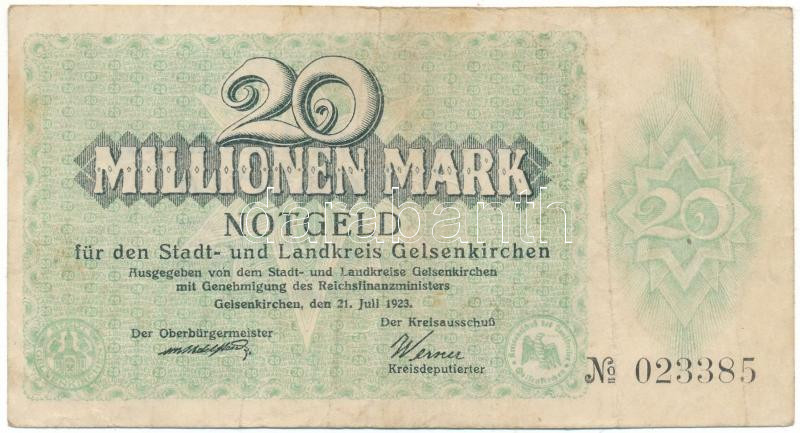 20
MILLIONEN MARK
NOTGELD
für den Stadt- und Landkreis Gelsenkirchen
Ausgegeben von dem Stadt- und Landkreise Gelsenkirchen
mit Genehmigung des Reichsfinanzministers
Gelsenkirchen, den 21. Juli 1923.
Der Oberbürgermeister
Der Kreisausschuß
Werner
Kreisdeputierter
20
№ 023385
darabanth